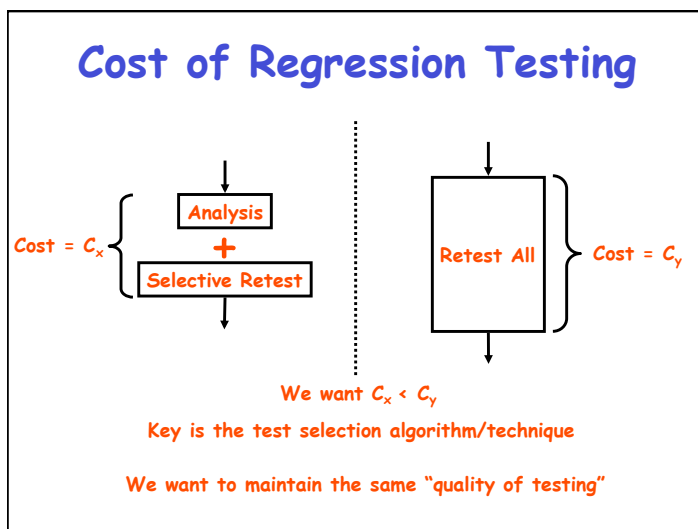 Cost of Regression Testing
Analysis
Cost = Cx
+
Selective Retest
Retest All
Cost = Cy
We want Cx < Cy
Key is the test selection algorithm/technique
We want to maintain the same “quality of testing”